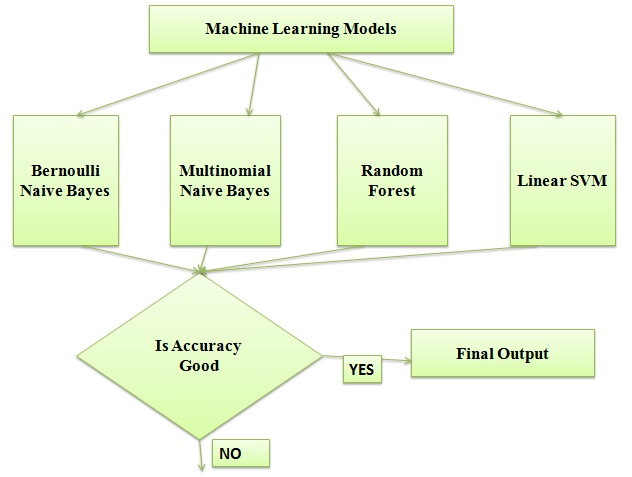 Machine Learning Models
Bernoulli
Naive Bayes
Multinomial
Naive Bayes
Random
Forest
Linear SVM
Is Accuracy
Good
YES
Final Output
NO